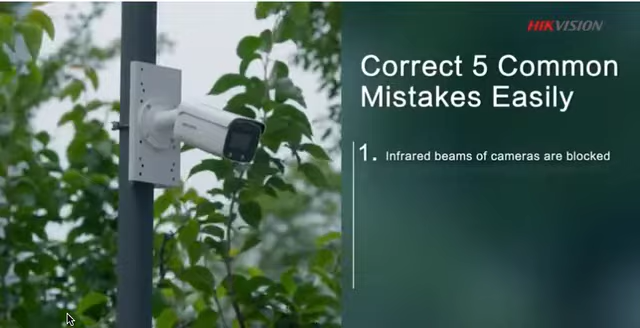 HIKVISION
Correct 5 Common
Mistakes Easily
1. Infrared beams of cameras are blocked